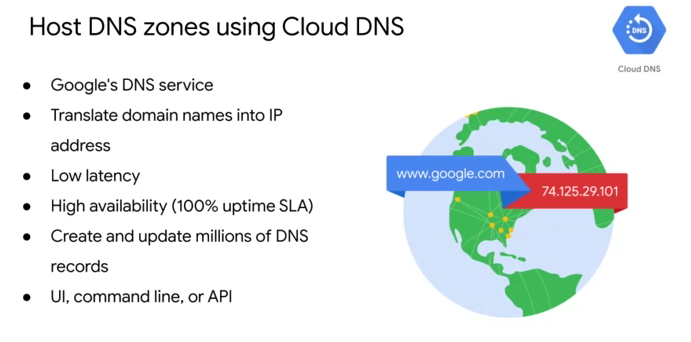 Host DNS zones using Cloud DNS
DNS
Cloud DNS
● Google's DNS service
● Translate domain names into IP
address
● Low latency
● High availability (100% uptime SLA)
● Create and update millions of DNS
records
● UI, command line, or API
www.google.com
74.125.29.101